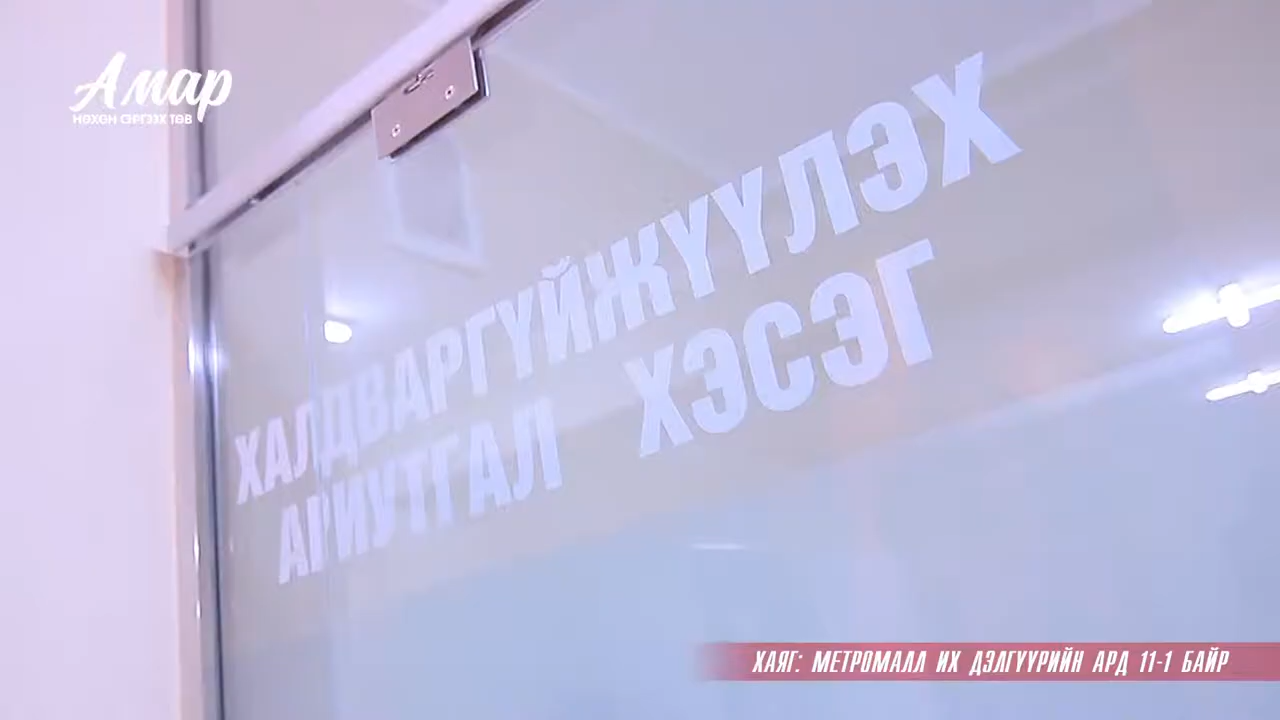 Амар
НӨХӨН СЭРГЭЭХ ТӨВ
ХАЛДВАРГҮЙЖҮҮЛЭХ
АРИУТГАЛ ХЭСЭГ
ХАЯГ: МЕТРОМАЛЛ ИХ ДЭЛГҮҮРИЙН АРД 11-1 БАЙР